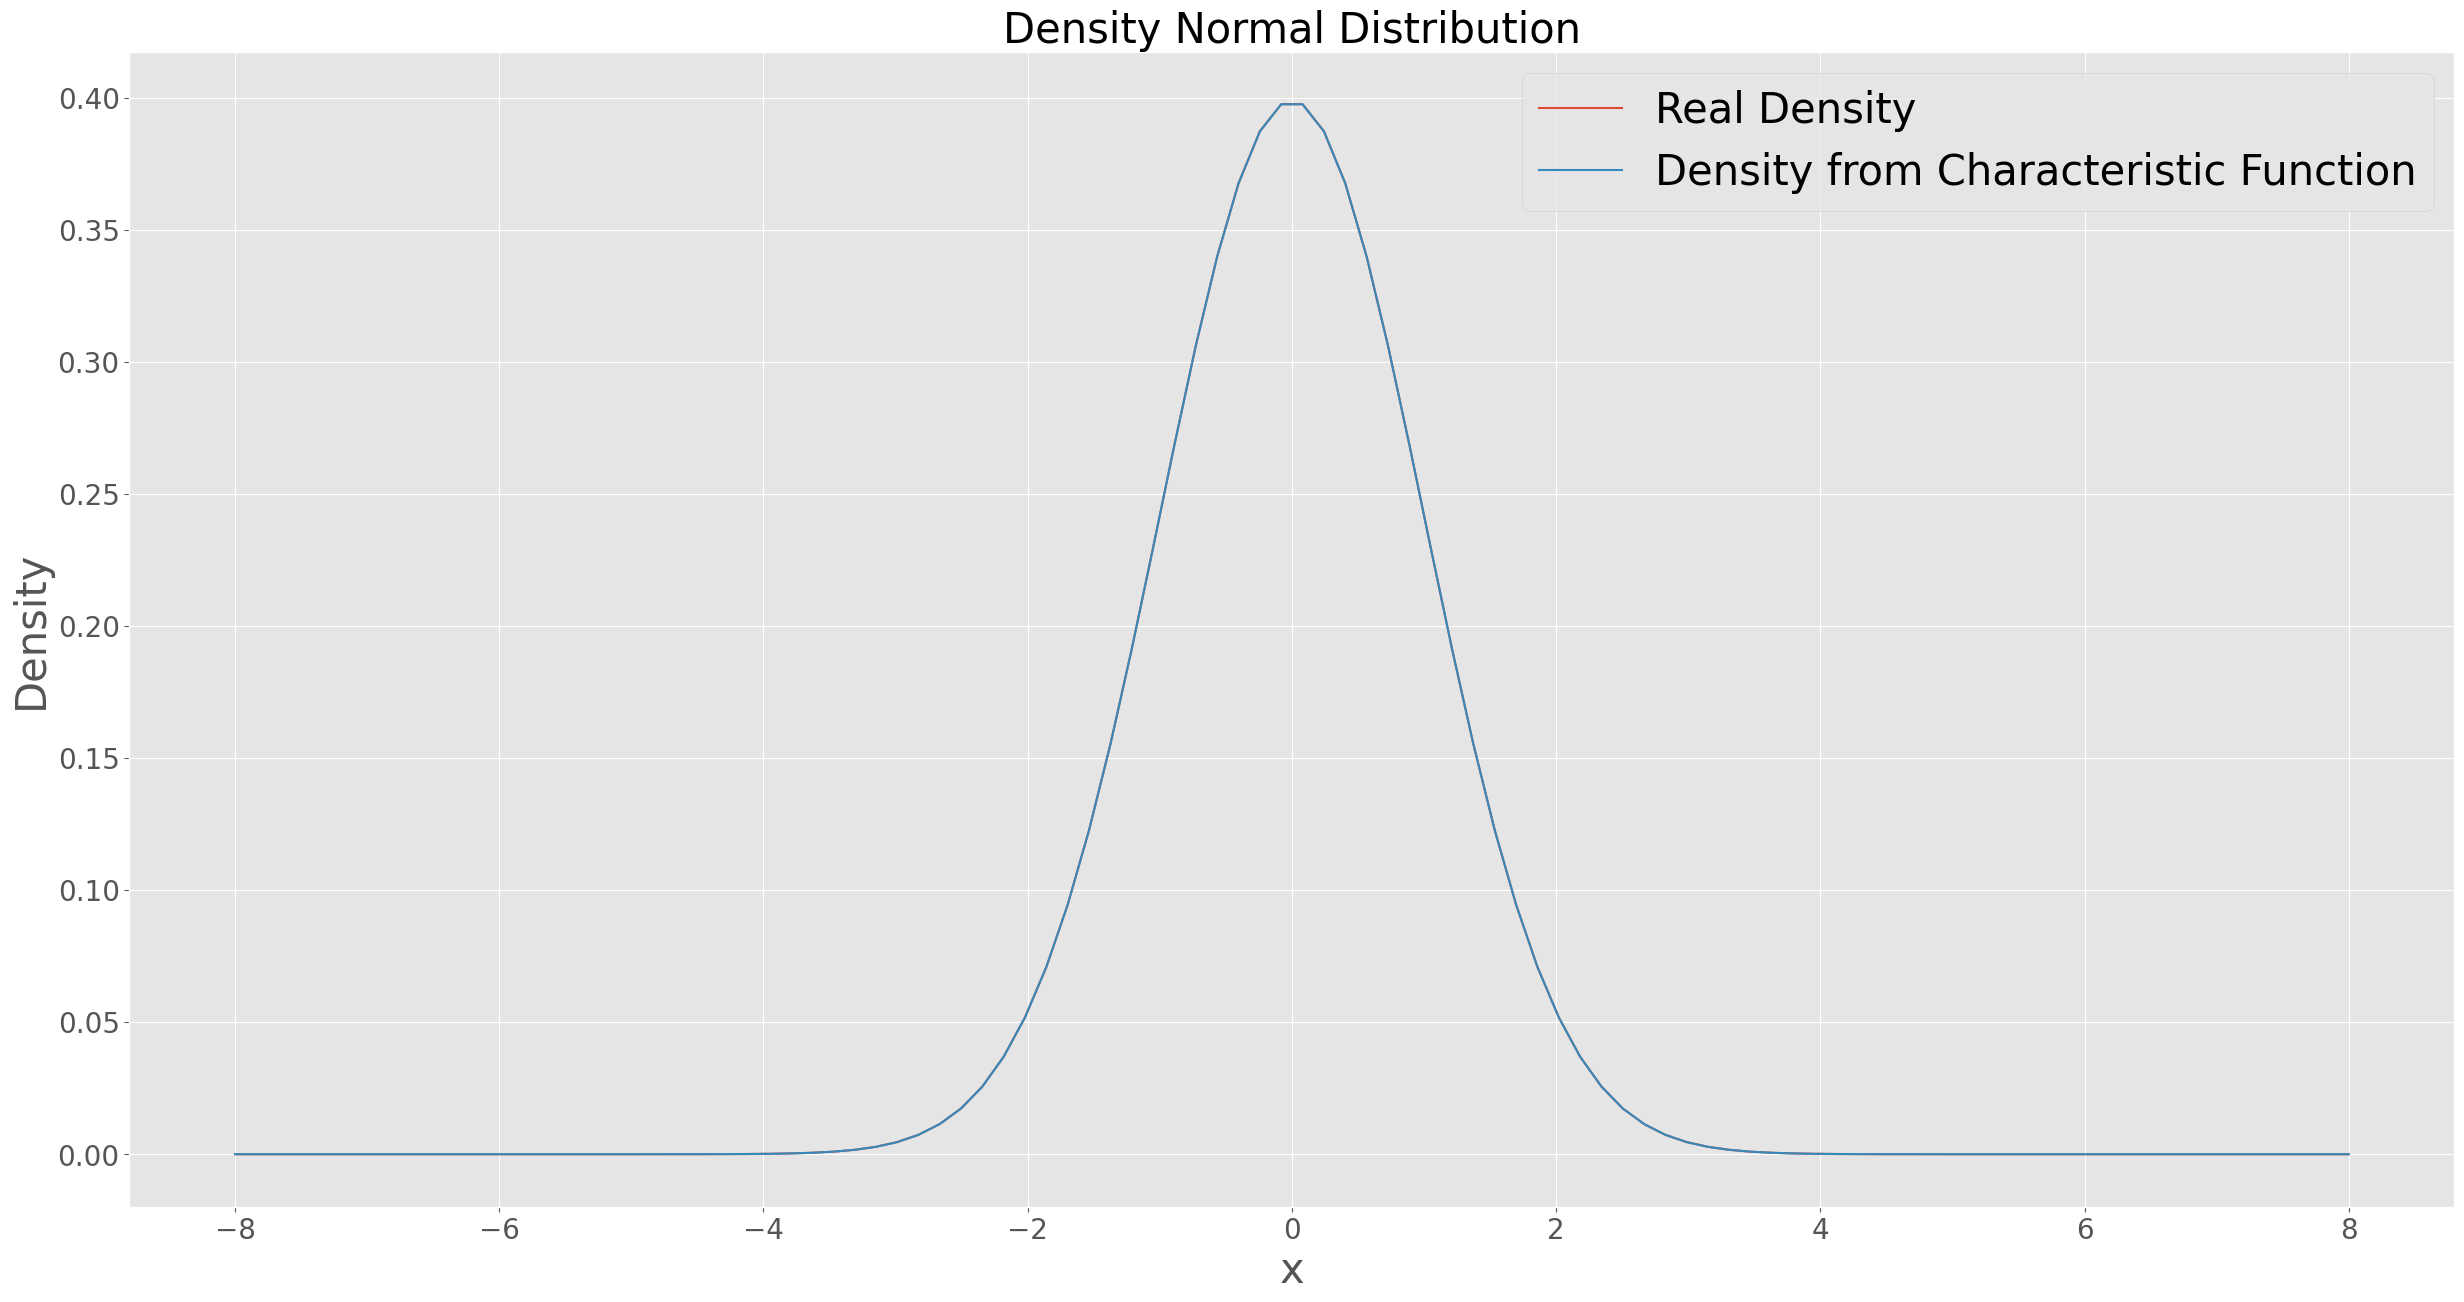 Density Normal Distribution
Real Density
Density from Characteristic Function
0.40
0.35
0.30
0.25
0.20
0.15
0.10
0.05
0.00
Density
−8 −6 −4 −2 0 2 4 6 8
x